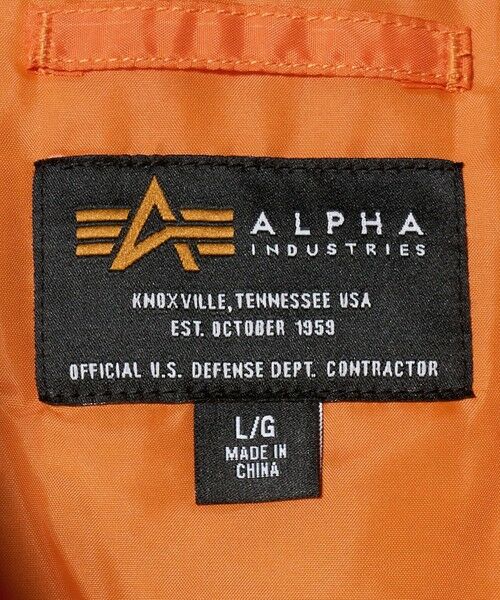 ALPHA
INDUSTRIES
KNOXVILLE, TENNESSEE USA
EST. OCTOBER 1959
OFFICIAL U.S. DEFENSE DEPT. CONTRACTOR
L/G
MADE IN
CHINA